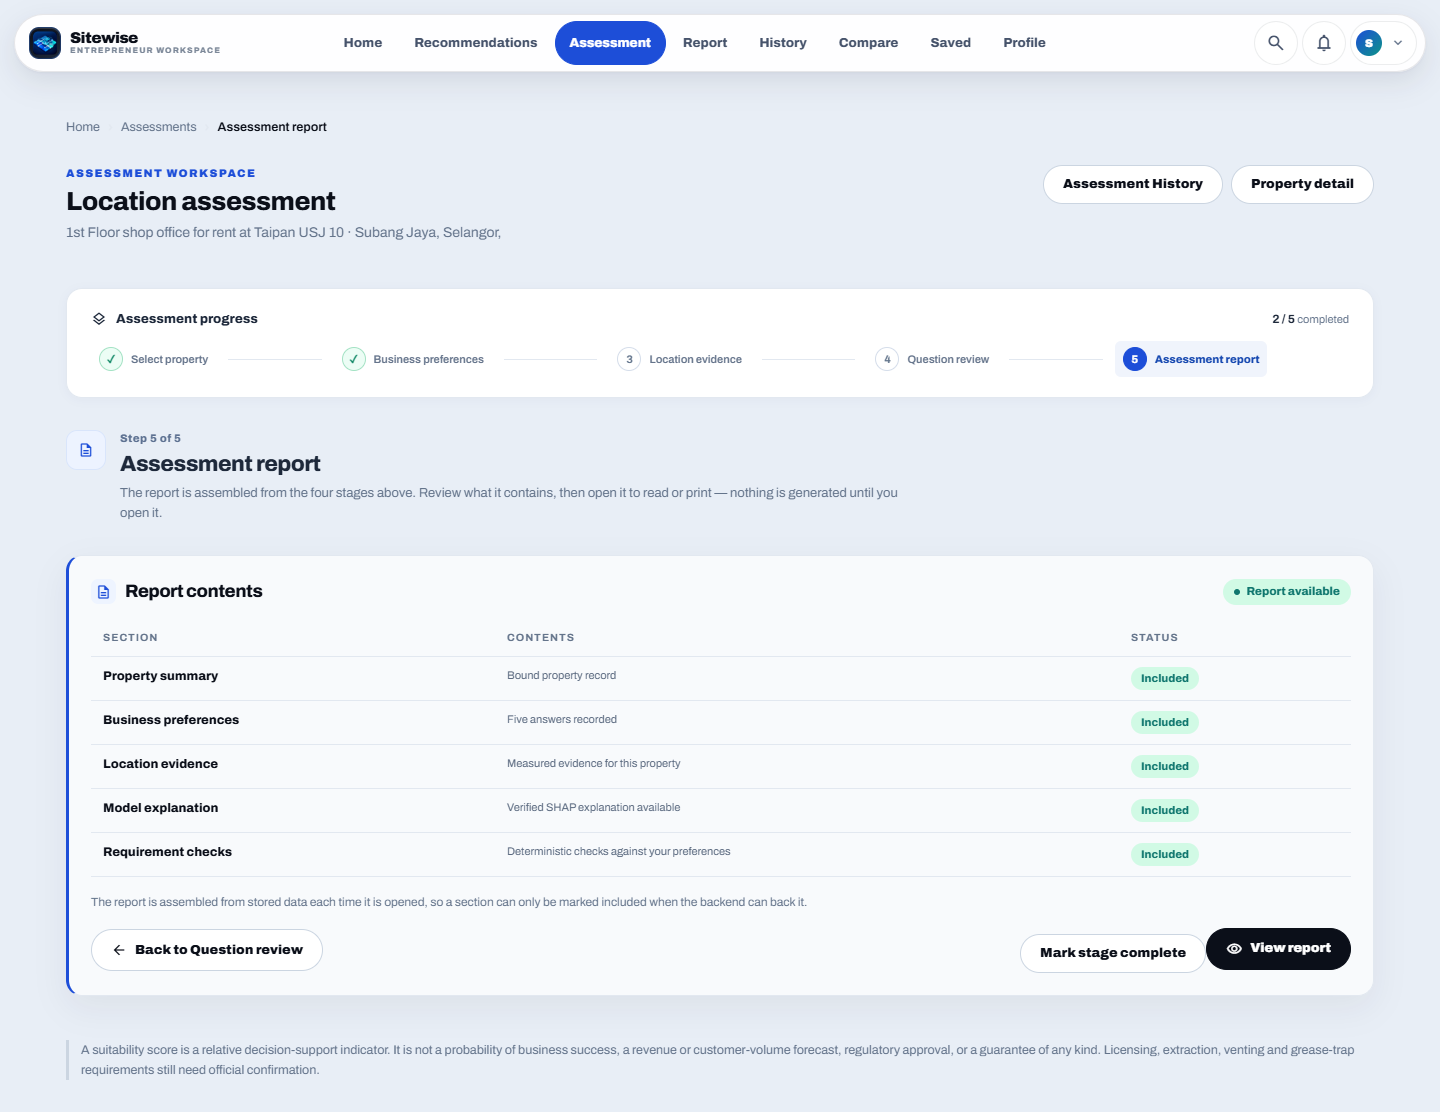 Sitewise
ENTREPRENEUR WORKSPACE
Home
Recommendations
Assessment
Report
History
Compare
Saved
Profile
S
Home
Assessments
Assessment report
ASSESSMENT WORKSPACE
Location assessment
1st Floor shop office for rent at Taipan USJ 10 · Subang Jaya, Selangor,
Assessment History
Property detail
Assessment progress
2 / 5 completed
Select property
Business preferences
3 Location evidence
4 Question review
5 Assessment report
Step 5 of 5
Assessment report
The report is assembled from the four stages above. Review what it contains, then open it to read or print — nothing is generated until you
open it.
Report contents
Report available
SECTION CONTENTS STATUS
Property summary Bound property record Included
Business preferences Five answers recorded Included
Location evidence Measured evidence for this property Included
Model explanation Verified SHAP explanation available Included
Requirement checks Deterministic checks against your preferences Included
The report is assembled from stored data each time it is opened, so a section can only be marked included when the backend can back it.
Back to Question review
Mark stage complete
View report
A suitability score is a relative decision-support indicator. It is not a probability of business success, a revenue or customer-volume forecast, regulatory approval, or a guarantee of any kind. Licensing, extraction, venting and grease-trap
requirements still need official confirmation.